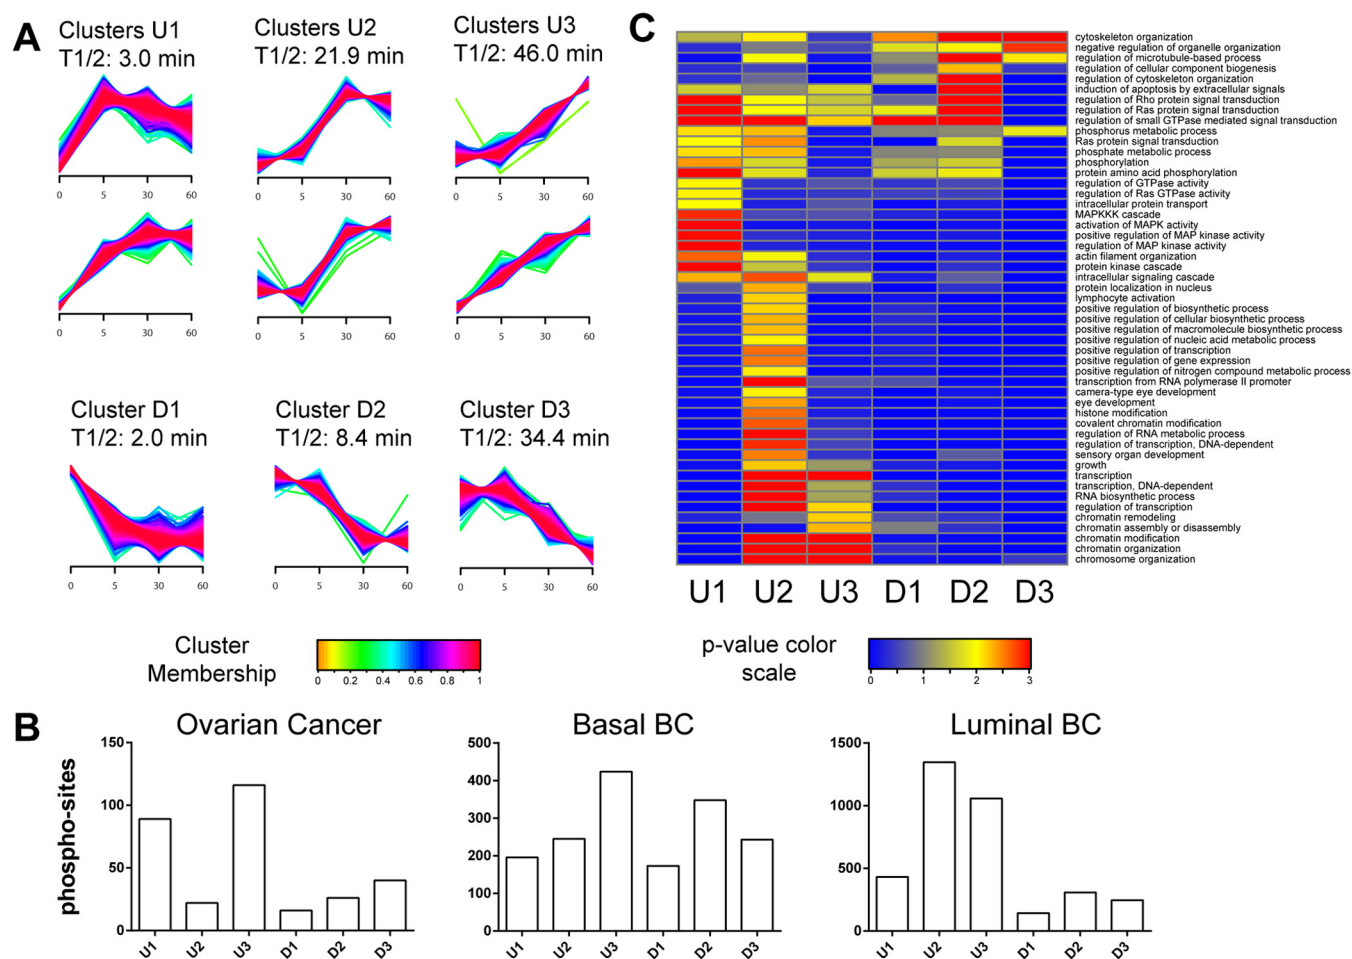 A
Clusters U1
T1/2: 3.0 min
Clusters U2
T1/2: 21.9 min
Clusters U3
T1/2: 46.0 min
0 5 30 60
0 5 30 60
0 5 30 60
0 5 30 60
0 5 30 60
0 5 30 60
Cluster D1
T1/2: 2.0 min
Cluster D2
T1/2: 8.4 min
Cluster D3
T1/2: 34.4 min
0 5 30 60
0 5 30 60
0 5 30 60
Cluster
Membership
0 0.2 0.4 0.6 0.8 1
C
cytoskeleton organization
negative regulation of organelle organization
regulation of microtubule-based process
regulation of cellular component biogenesis
regulation of cytoskeleton organization
induction of apoptosis by extracellular signals
regulation of Rho protein signal transduction
regulation of Ras protein signal transduction
regulation of small GTPase mediated signal transduction
phosphorus metabolic process
Ras protein signal transduction
phosphate metabolic process
phosphorylation
protein amino acid phosphorylation
regulation of GTPase activity
regulation of Ras GTPase activity
intracellular protein transport
MAPKKK cascade
activation of MAPK activity
positive regulation of MAP kinase activity
regulation of MAP kinase activity
actin filament organization
protein kinase cascade
intracellular signaling cascade
protein localization in nucleus
lymphocyte activation
positive regulation of biosynthetic process
positive regulation of cellular biosynthetic process
positive regulation of macromolecule biosynthetic process
positive regulation of nucleic acid metabolic process
positive regulation of transcription
positive regulation of gene expression
positive regulation of nitrogen compound metabolic process
transcription from RNA polymerase II promoter
camera-type eye development
eye development
histone modification
covalent chromatin modification
regulation of RNA metabolic process
regulation of transcription, DNA-dependent
sensory organ development
growth
transcription
transcription, DNA-dependent
RNA biosynthetic process
regulation of transcription
chromatin remodeling
chromatin assembly or disassembly
chromatin modification
chromatin organization
chromosome organization
U1 U2 U3 D1 D2 D3
p-value color
scale
0 1 2 3
B
phospho-sites
Ovarian Cancer
150
100
50
0
U1 U2 U3 D1 D2 D3
Basal BC
500
400
300
200
100
0
U1 U2 U3 D1 D2 D3
Luminal BC
1500
1000
500
0
U1 U2 U3 D1 D2 D3